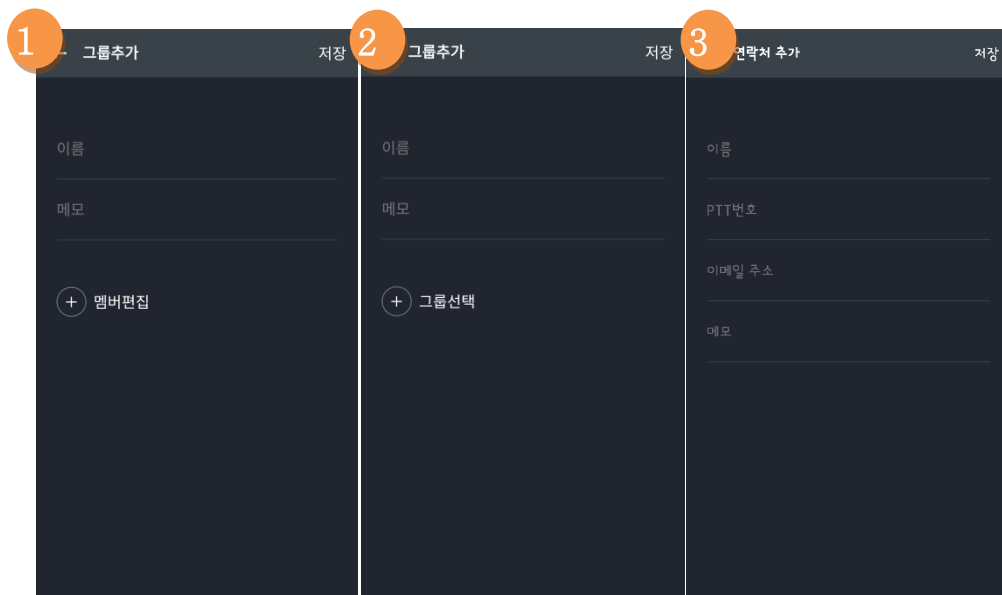 1
그룹추가 저장
이름
메모
+ 멤버편집
2
그룹추가 저장
이름
메모
+ 그룹선택
3
연락처 추가 저장
이름
PTT번호
이메일 주소
메모